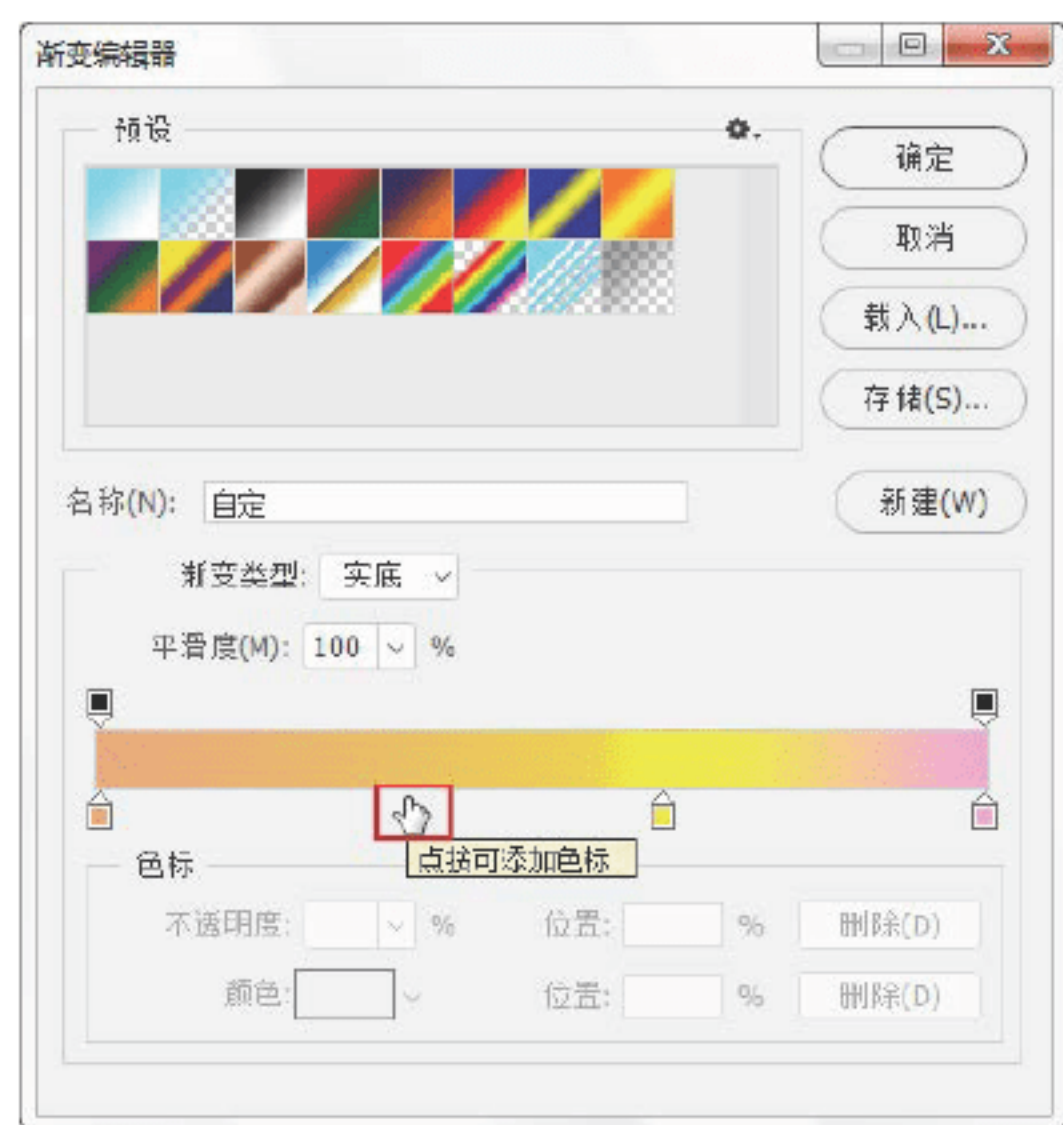 渐变编辑器
预设
确定
取消
载入(L)...
存储(S)...
名称(N): 自定
新建(W)
渐变类型: 实底
平滑度(M): 100 %
点按可添加色标
色标
不透明度: % 位置: % 删除(D)
颜色: 位置: % 删除(D)